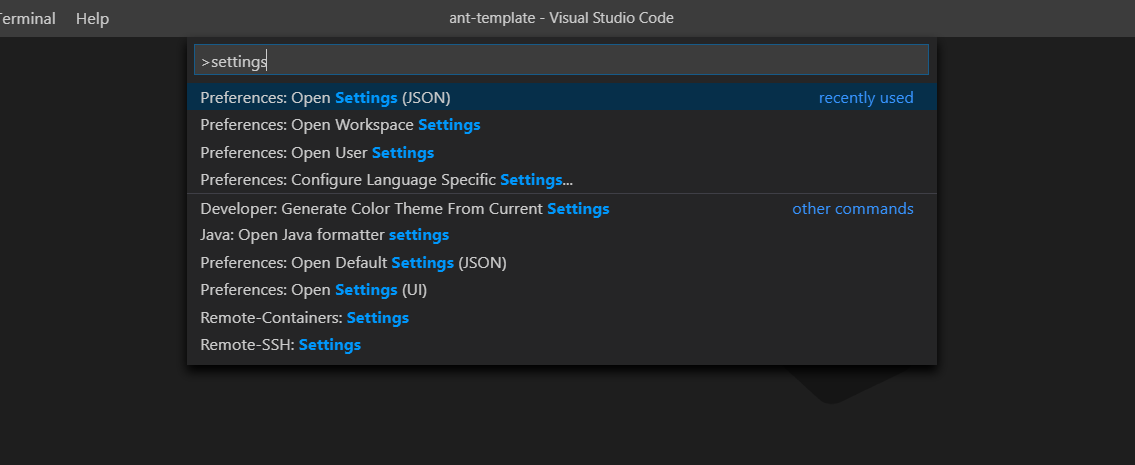 Terminal Help ant-template - Visual Studio Code
>settings
Preferences: Open Settings (JSON) recently used
Preferences: Open Workspace Settings
Preferences: Open User Settings
Preferences: Configure Language Specific Settings...
Developer: Generate Color Theme From Current Settings other commands
Java: Open Java formatter settings
Preferences: Open Default Settings (JSON)
Preferences: Open Settings (UI)
Remote-Containers: Settings
Remote-SSH: Settings